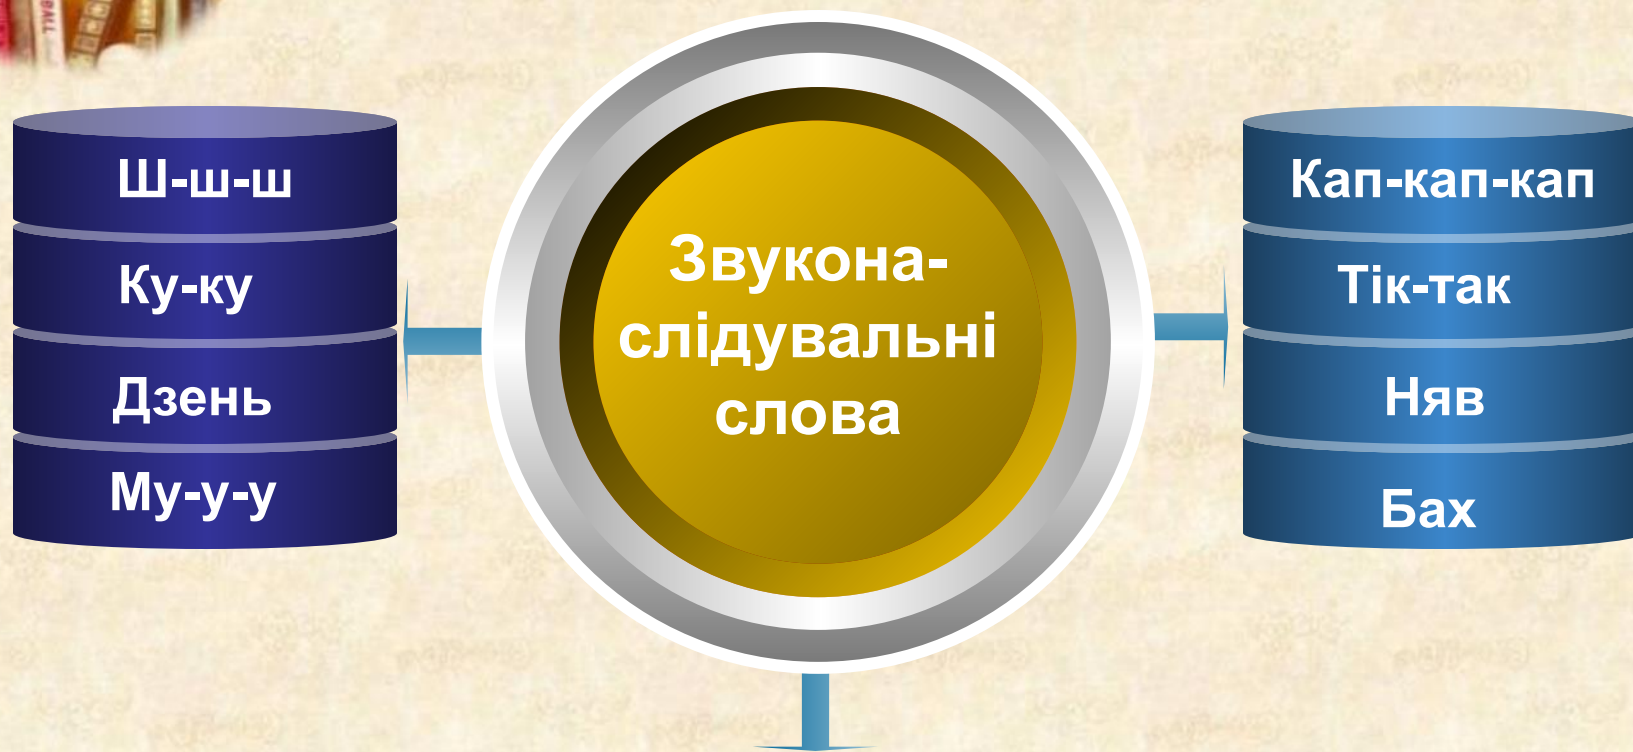 Ш-ш-ш
Ку-ку
Дзень
Му-у-у
Звукона-
слідувальні
слова
Кап-кап-кап
Тік-так
Няв
Бах